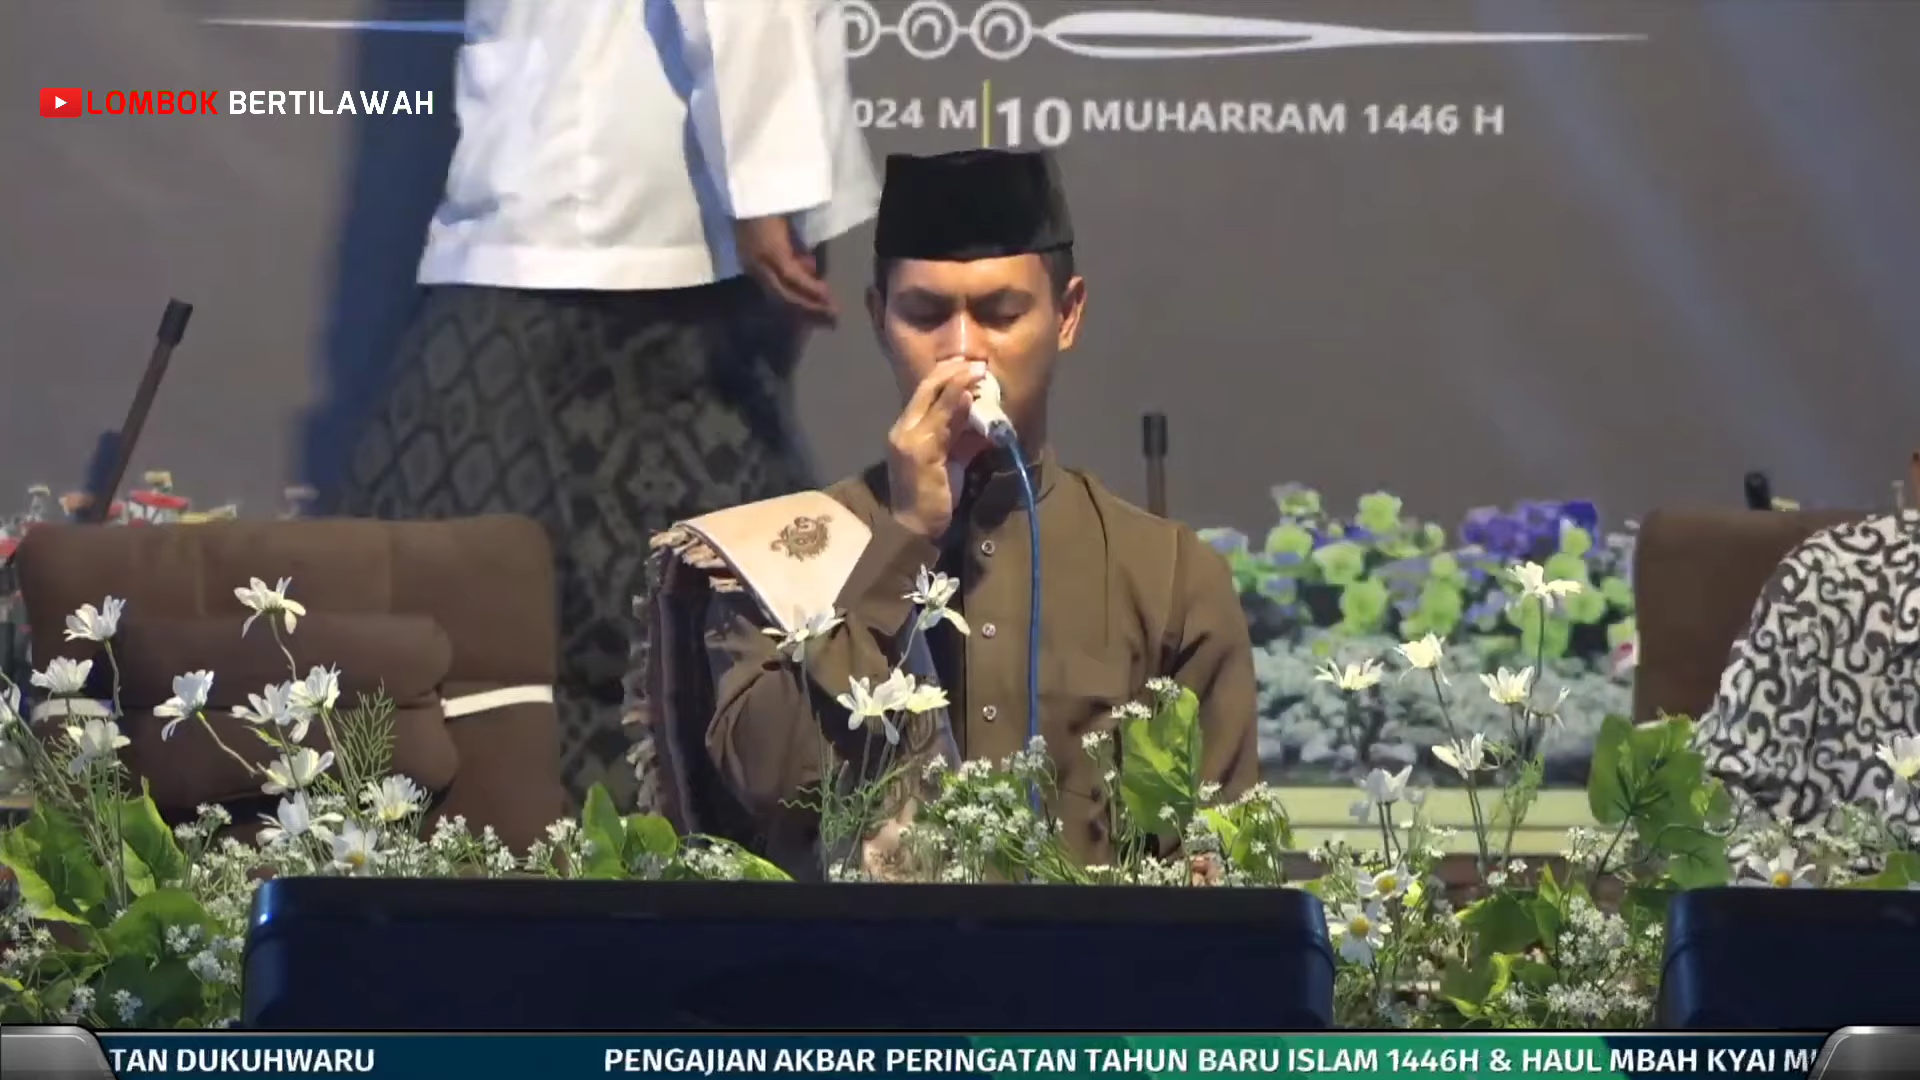 LOMBOK BERTILAWAH
024 M 10 MUHARRAM 1446 H
TAN DUKUHWARU PENGAJIAN AKBAR PERINGATAN TAHUN BARU ISLAM 1446H & HAUL MBAH KYAI